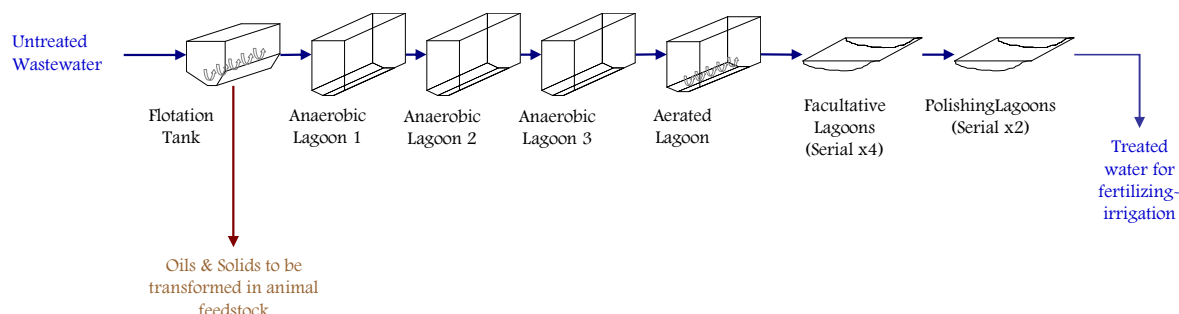 Untreated
Wastewater
Flotation
Tank
Anaerobic
Lagoon 1
Anaerobic
Lagoon 2
Anaerobic
Lagoon 3
Aerated
Lagoon
Facultative
Lagoons
(Serial x4)
PolishingLagoons
(Serial x2)
Treated
water for
fertilizing-
irrigation
Oils & Solids to be
transformed in animal
feedstock